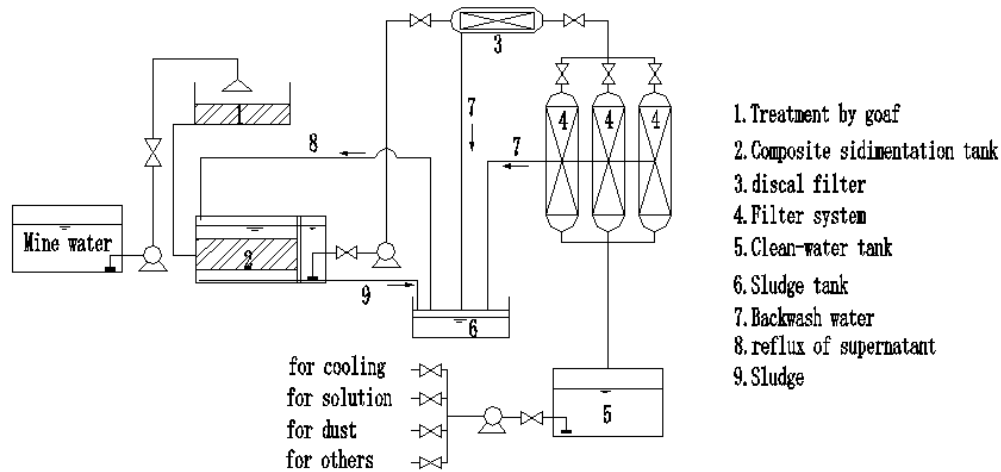 3
1
4
4
4
7
7
8
Mine water
2
9
6
for cooling
for solution
for dust
for others
5
1.Treatment by goaf
2.Composite sidimentation tank
3.discal filter
4.Filter system
5.Clean-water tank
6.Sludge tank
7.Backwash water
8.reflux of supernatant
9.Sludge